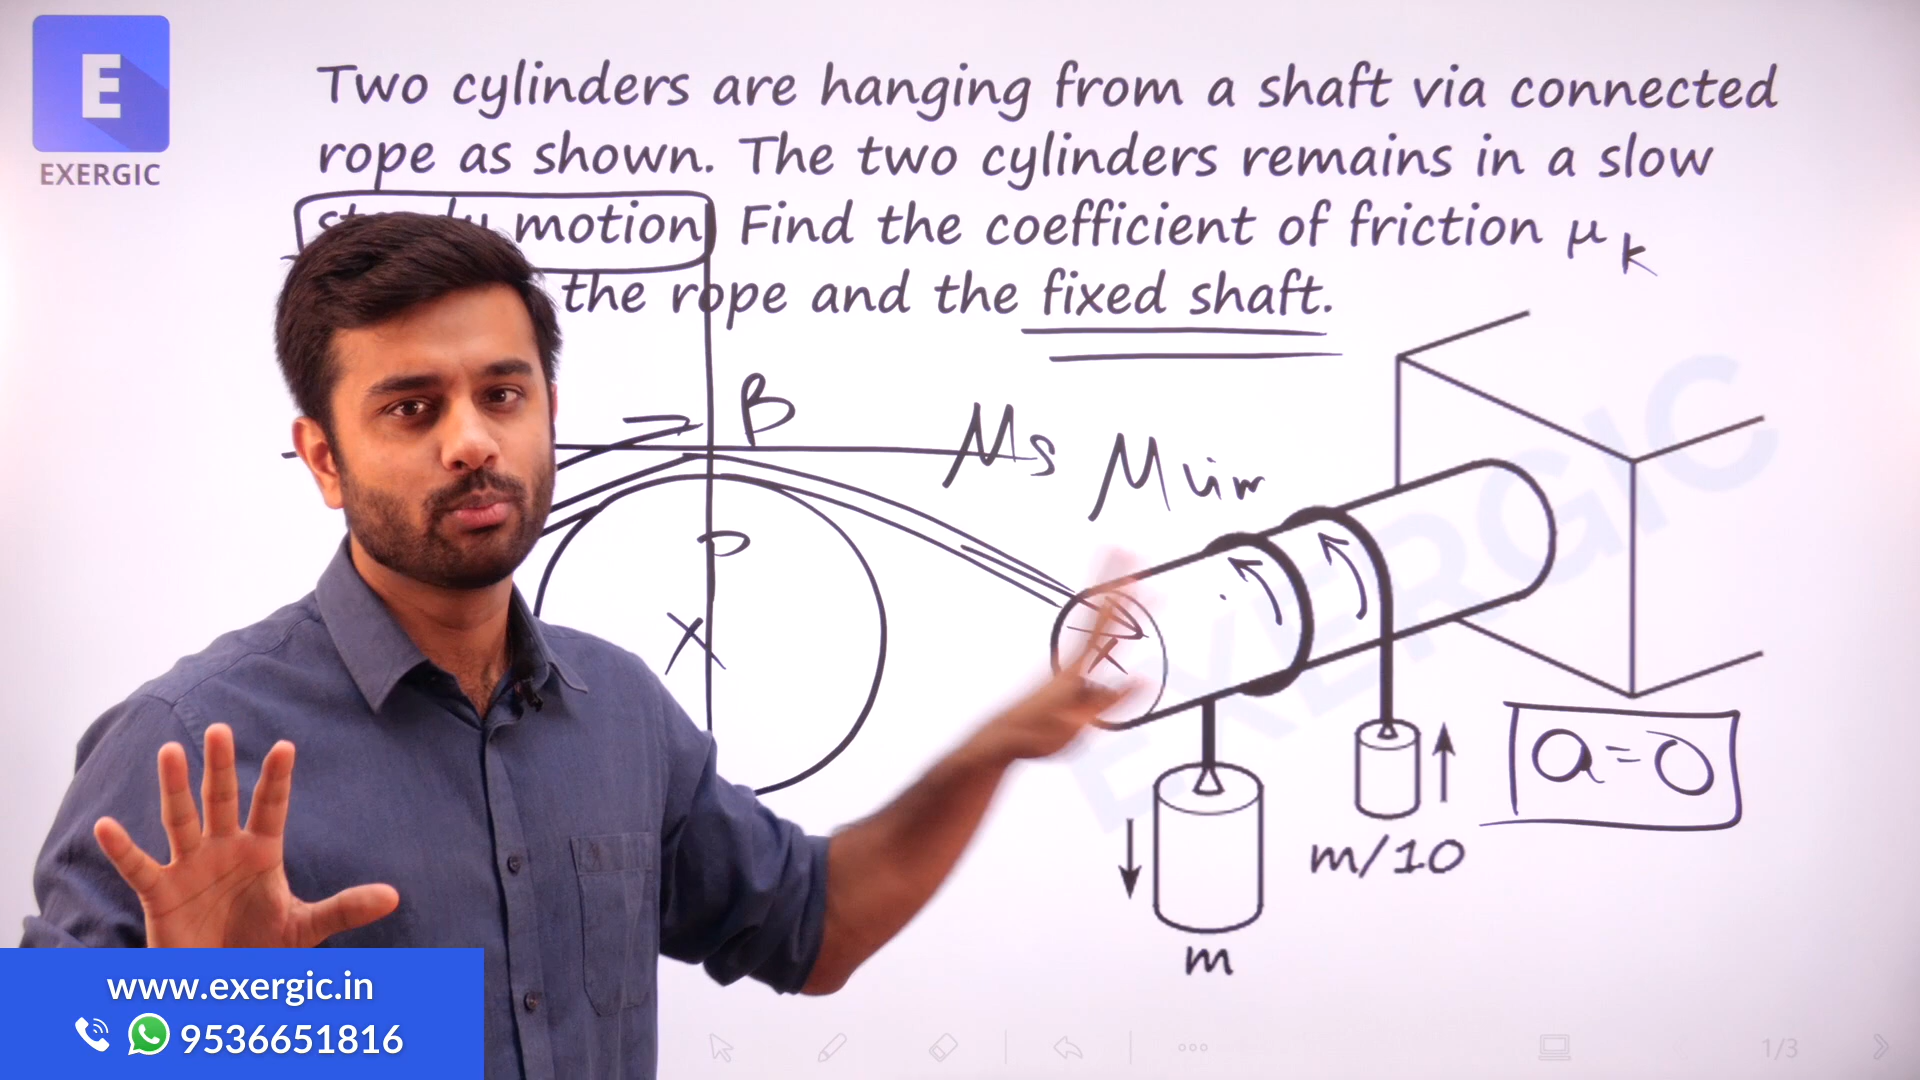 E
EXERGIC
Two cylinders are hanging from a shaft via connected
rope as shown. The two cylinders remains in a slow
motion. Find the coefficient of friction μ k
the rope and the fixed shaft.
B
μs μlim
a=0
m/10
m
EXERGIC
www.exergic.in
9536651816
1/3